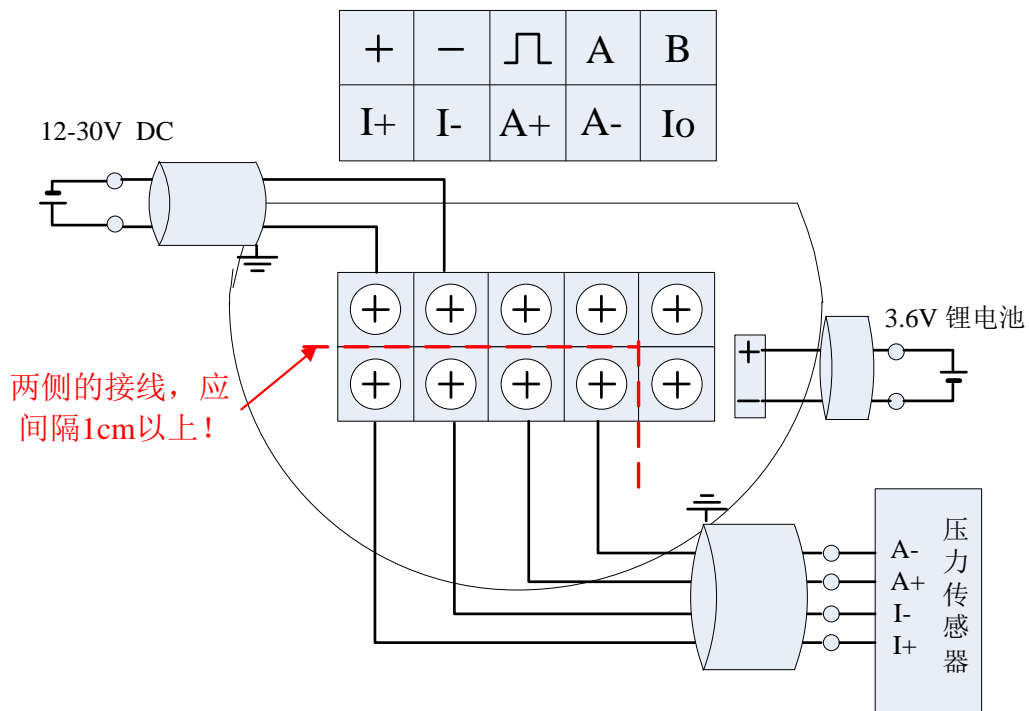 + − ⎍ A B
I+ I- A+ A- Io
12-30V DC
3.6V 锂电池
+
−
两侧的接线，应
间隔1cm以上！
压力传感器
A-
A+
I-
I+